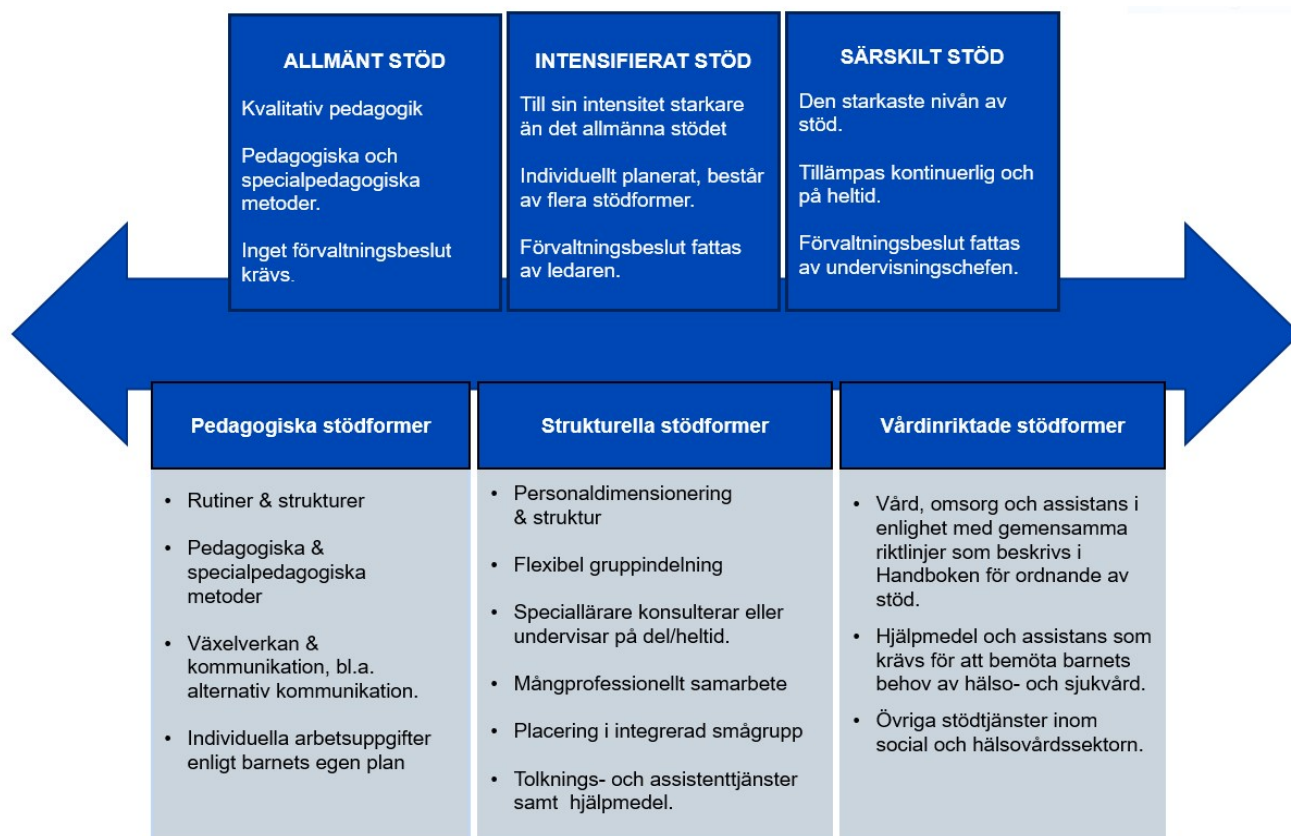 ALLMÄNT STÖD
Kvalitativ pedagogik
Pedagogiska och
specialpedagogiska
metoder.
Inget förvaltningsbeslut
krävs.
INTENSIFIERAT STÖD
Till sin intensitet starkare
än det allmänna stödet
Individuellt planerat, består
av flera stödformer.
Förvaltningsbeslut fattas
av ledaren.
SÄRSKILT STÖD
Den starkaste nivån av
stöd.
Tillämpas kontinuerlig och
på heltid.
Förvaltningsbeslut fattas
av undervisningschefen.
Pedagogiska stödformer
• Rutiner & strukturer
• Pedagogiska &
specialpedagogiska
metoder
• Växelverkan &
kommunikation, bl.a.
alternativ kommunikation.
• Individuella arbetsuppgifter
enligt barnets egen plan
Strukturella stödformer
• Personaldimensionering
& struktur
• Flexibel gruppindelning
• Speciallärare konsulterar eller
undervisar på del/heltid.
• Mångprofessionellt samarbete
• Placering i integrerad smågrupp
• Tolknings- och assistenttjänster
samt hjälpmedel.
Vårdinriktade stödformer
• Vård, omsorg och assistans i
enlighet med gemensamma
riktlinjer som beskrivs i
Handboken för ordnande av
stöd.
• Hjälpmedel och assistans som
krävs för att bemöta barnets
behov av hälso- och sjukvård.
• Övriga stödtjänster inom
social och hälsovårdssektorn.